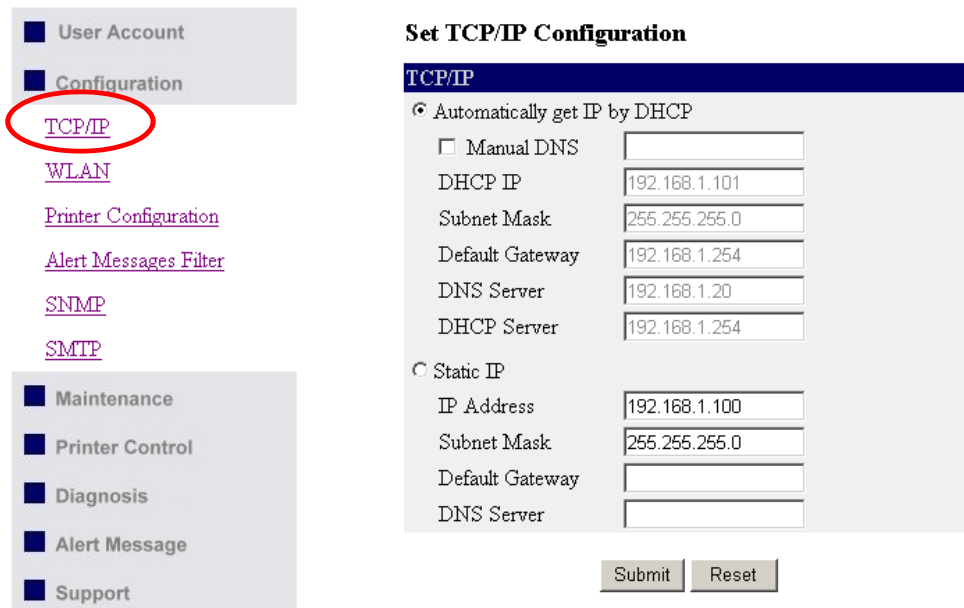 User Account
Configuration
TCP/IP
WLAN
Printer Configuration
Alert Messages Filter
SNMP
SMTP
Maintenance
Printer Control
Diagnosis
Alert Message
Support
Set TCP/IP Configuration
TCP/IP
Automatically get IP by DHCP
Manual DNS
DHCP IP 192.168.1.101
Subnet Mask 255.255.255.0
Default Gateway 192.168.1.254
DNS Server 192.168.1.20
DHCP Server 192.168.1.254
Static IP
IP Address 192.168.1.100
Subnet Mask 255.255.255.0
Default Gateway
DNS Server
Submit Reset